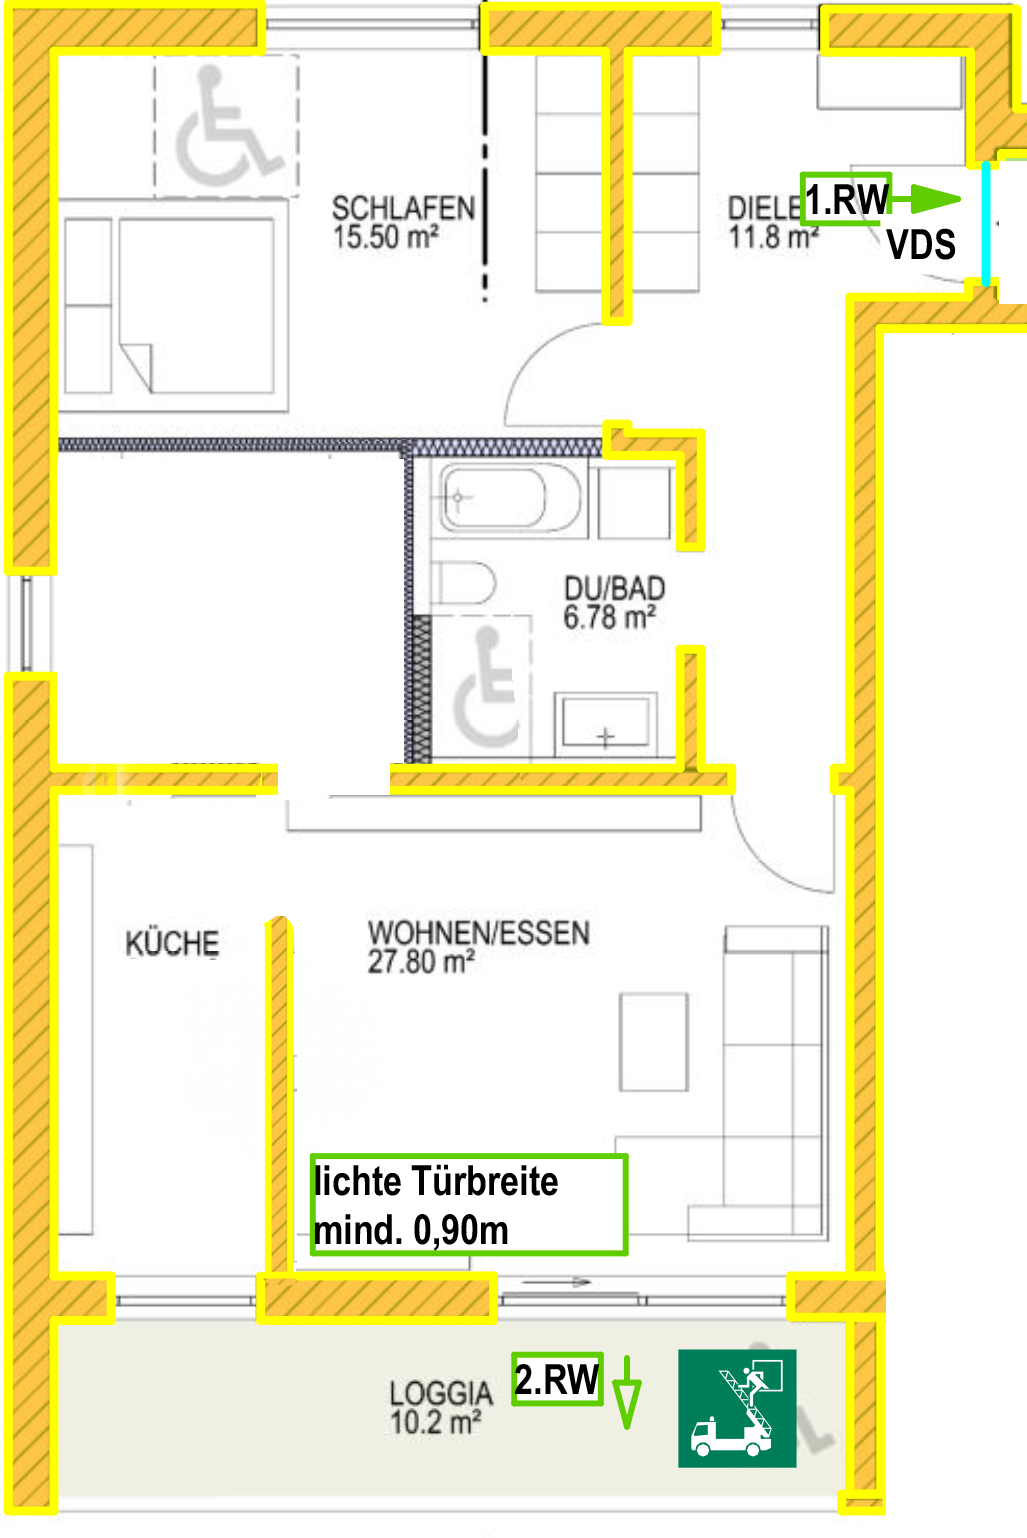 SCHLAFEN
15.50 m²
DIELE
11.8 m²
1.RW
VDS
DU/BAD
6.78 m²
KÜCHE
WOHNEN/ESSEN
27.80 m²
lichte Türbreite
mind. 0,90m
2.RW
LOGGIA
10.2 m²